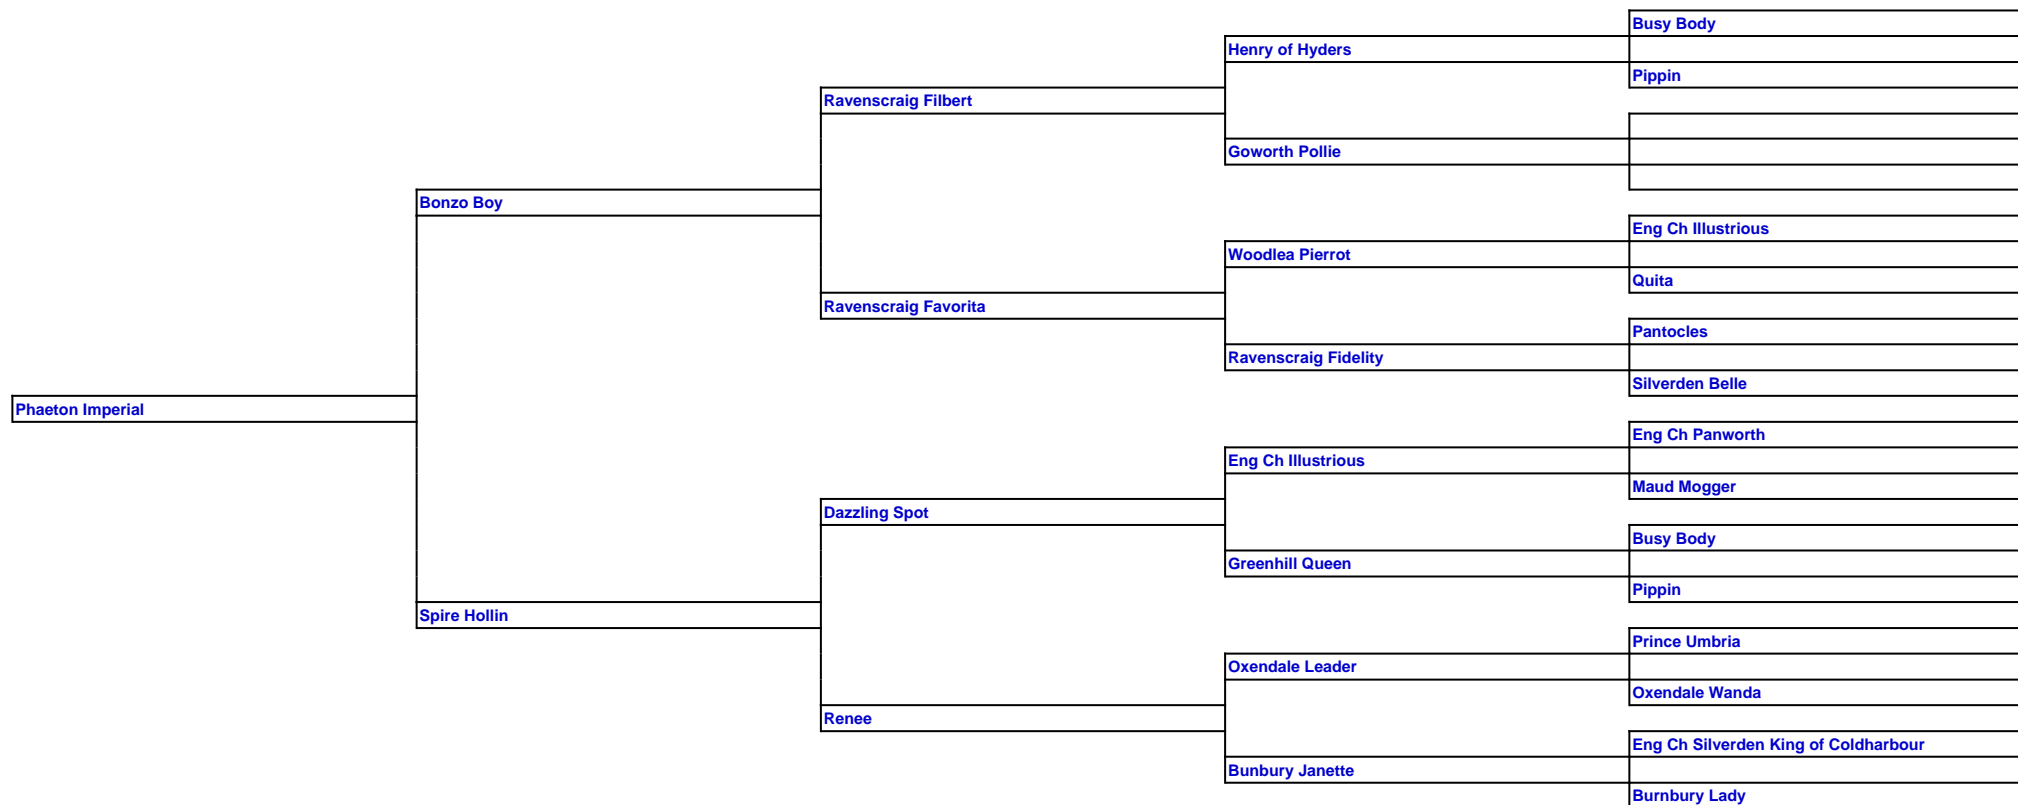 Busy Body
Henry of Hyders
Pippin
Ravenscraig Filbert
Goworth Pollie
Bonzo Boy
Eng Ch Illustrious
Woodlea Pierrot
Quita
Ravenscraig Favorita
Pantocles
Ravenscraig Fidelity
Silverden Belle
Phaeton Imperial
Eng Ch Panworth
Eng Ch Illustrious
Maud Mogger
Dazzling Spot
Busy Body
Greenhill Queen
Pippin
Spire Hollin
Prince Umbria
Oxendale Leader
Oxendale Wanda
Renee
Eng Ch Silverden King of Coldharbour
Bunbury Janette
Burnbury Lady